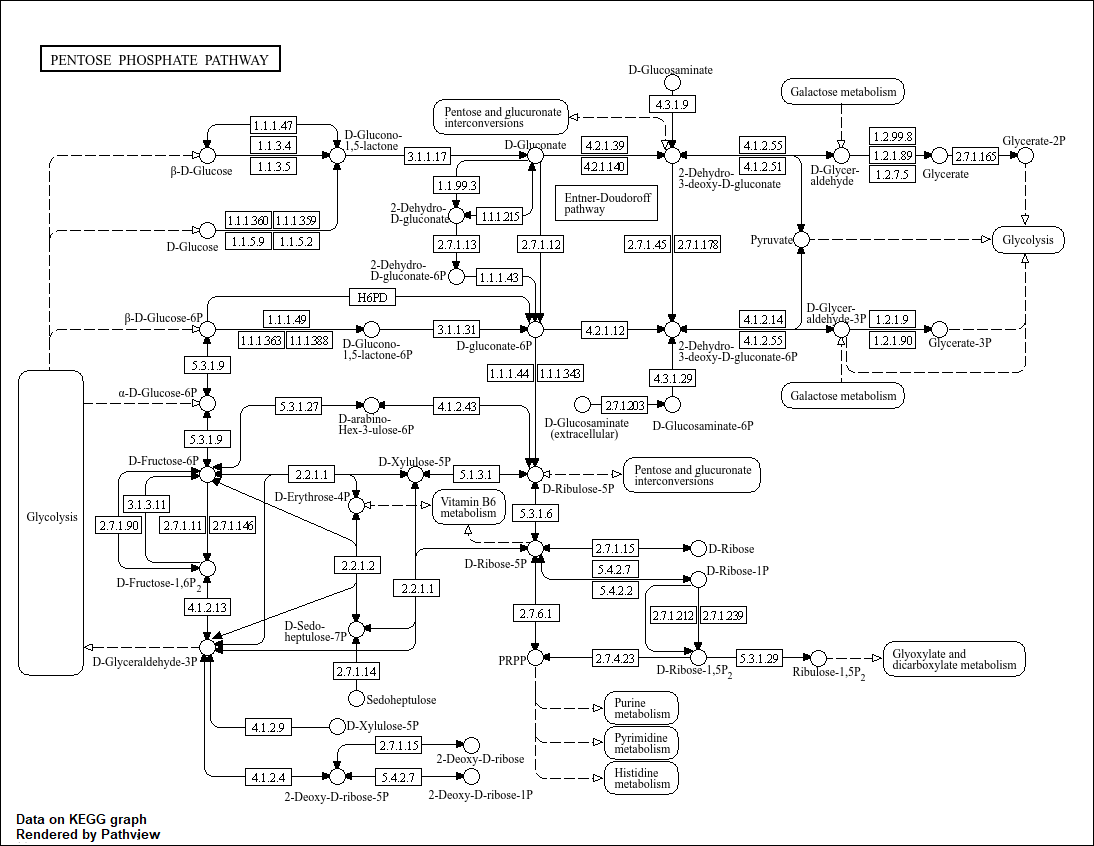 PENTOSE PHOSPHATE PATHWAY
D-Glucosaminate
4.3.1.9
Galactose metabolism
Pentose and glucuronate
interconversions
1.1.1.47
1.1.3.4
1.1.3.5
β-D-Glucose
D-Glucono-
1,5-lactone
3.1.1.17
D-Gluconate
4.2.1.39
4.2.1.140
2-Dehydro-
3-deoxy-D-gluconate
4.1.2.55
4.1.2.51
D-Glycer-
aldehyde
1.2.99.8
1.2.1.89
1.2.7.5
Glycerate
2.7.1.165
Glycerate-2P
1.1.99.3
2-Dehydro-
D-gluconate
1.1.1.215
Entner-Doudoroff
pathway
1.1.1.360
1.1.1.359
1.1.5.9
1.1.5.2
D-Glucose
2.7.1.13
2.7.1.12
2.7.1.45
2.7.1.178
Pyruvate
Glycolysis
2-Dehydro-
D-gluconate-6P
1.1.1.43
H6PD
β-D-Glucose-6P
1.1.1.49
1.1.1.363
1.1.1.388
D-Glucono-
1,5-lactone-6P
3.1.1.31
D-gluconate-6P
4.2.1.12
2-Dehydro-
3-deoxy-D-gluconate-6P
4.1.2.14
4.1.2.55
D-Glycer-
aldehyde-3P
1.2.1.9
1.2.1.90
Glycerate-3P
5.3.1.9
1.1.1.44
1.1.1.343
4.3.1.29
Galactose metabolism
α-D-Glucose-6P
5.3.1.27
D-arabino-
Hex-3-ulose-6P
4.1.2.43
2.7.1.203
D-Glucosaminate
(extracellular)
D-Glucosaminate-6P
5.3.1.9
D-Fructose-6P
2.2.1.1
D-Xylulose-5P
5.1.3.1
D-Ribulose-5P
Pentose and glucuronate
interconversions
D-Erythrose-4P
Vitamin B6
metabolism
3.1.3.11
2.7.1.90
2.7.1.11
2.7.1.146
Glycolysis
5.3.1.6
2.2.1.2
2.2.1.1
D-Ribose-5P
2.7.1.15
D-Ribose
5.4.2.7
5.4.2.2
D-Ribose-1P
D-Fructose-1,6P2
4.1.2.13
2.7.6.1
2.7.1.212
2.7.1.239
D-Sedo-
heptulose-7P
D-Glyceraldehyde-3P
PRPP
2.7.4.23
D-Ribose-1,5P2
5.3.1.29
Ribulose-1,5P2
Glyoxylate and
dicarboxylate metabolism
2.7.1.14
Sedoheptulose
Purine
metabolism
4.1.2.9
D-Xylulose-5P
Pyrimidine
metabolism
2.7.1.15
2-Deoxy-D-ribose
4.1.2.4
5.4.2.7
2-Deoxy-D-ribose-5P
2-Deoxy-D-ribose-1P
Histidine
metabolism
Data on KEGG graph
Rendered by Pathview